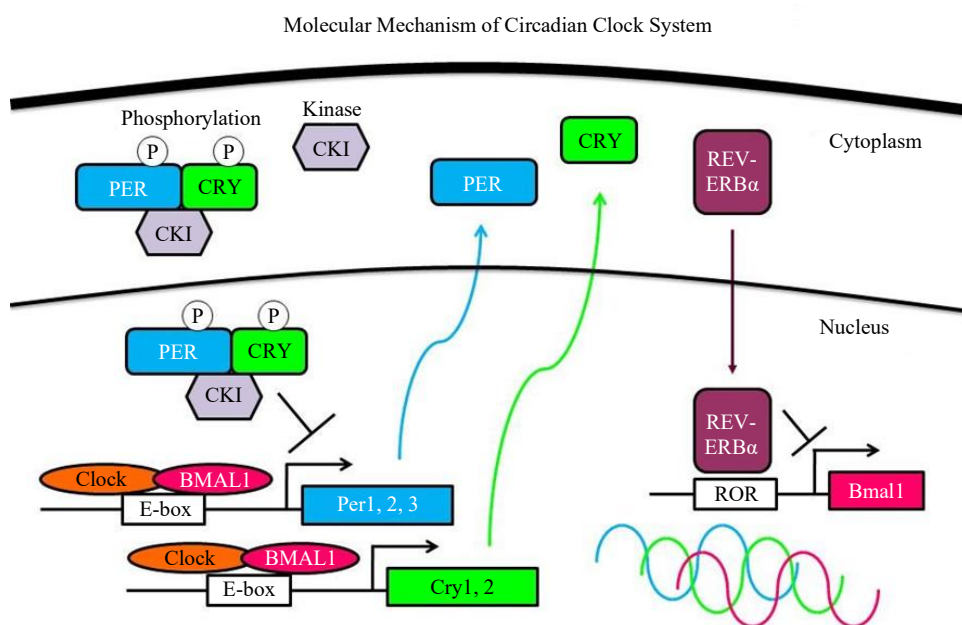 Molecular Mechanism of Circadian Clock System
Phosphorylation
Kinase
Cytoplasm
P
P
CKI
CRY
REV-
ERBα
PER
CRY
PER
CKI
Nucleus
P
P
PER
CRY
CKI
REV-
ERBα
Clock
BMAL1
E-box
Per1, 2, 3
ROR
Bmal1
Clock
BMAL1
E-box
Cry1, 2